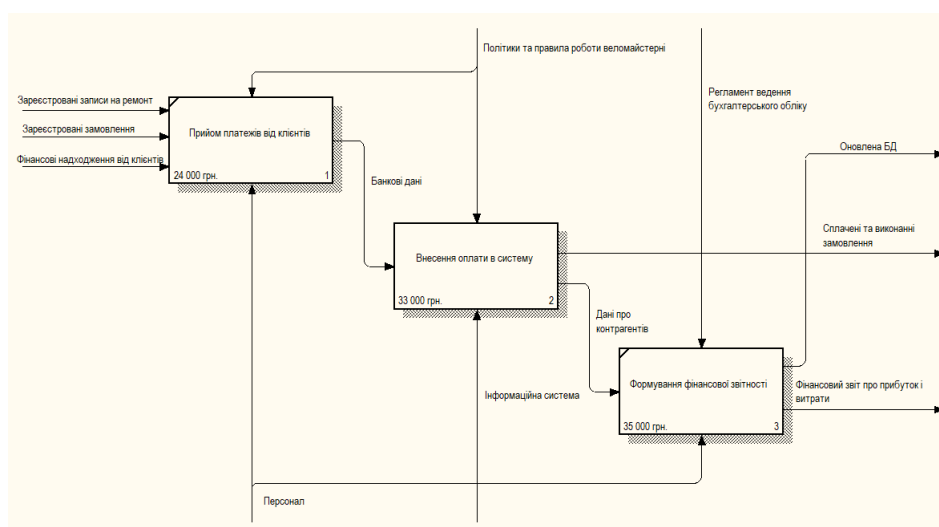 Політики та правила роботи веломайстерні
Регламент ведення
бухгалтерського обліку
Зареєстровані записи на ремонт
Зареєстровані замовлення
Фінансові надходження від клієнтів
Прийом платежів від клієнтів
24 000 грн.
1
Оновлена БД
Банкові дані
Сплачені та виконанні
замовлення
Внесення оплати в систему
33 000 грн.
2
Дані про
контрагентів
Формування фінансової звітності
35 000 грн.
3
Фінансовий звіт про прибуток і
витрати
Інформаційна система
Персонал